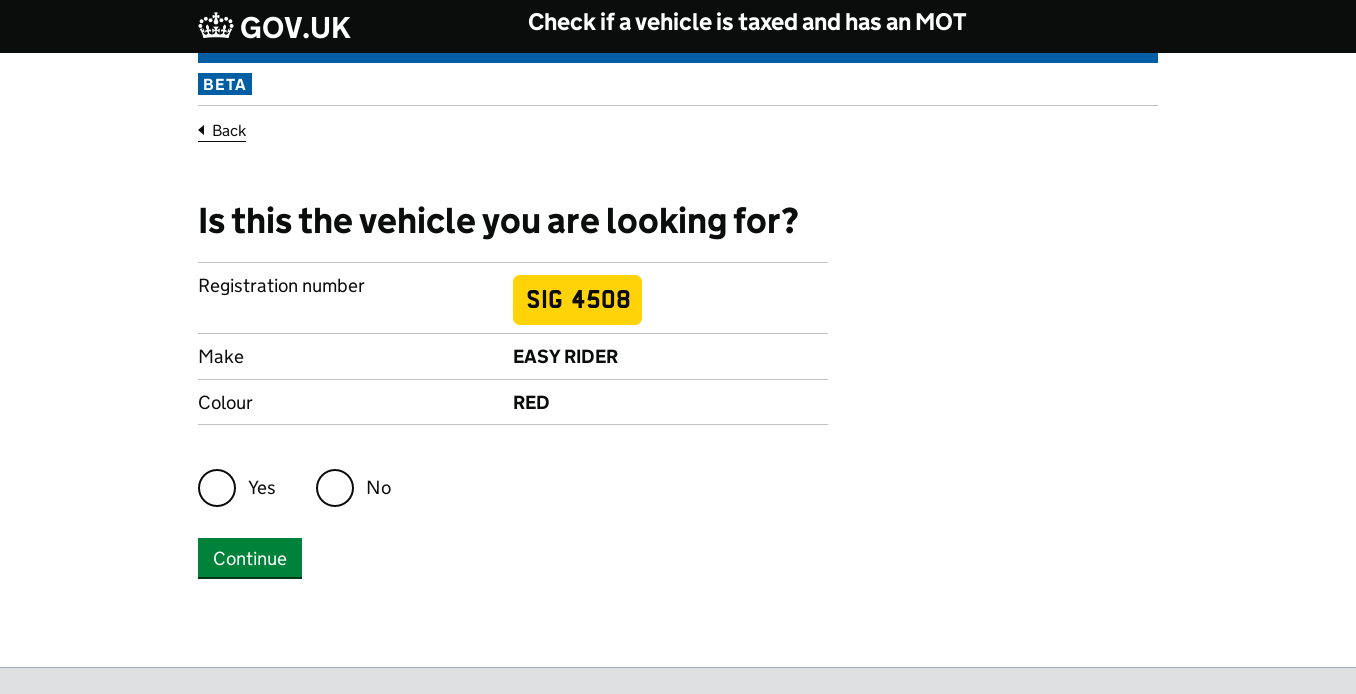 GOV.UK
Check if a vehicle is taxed and has an MOT
BETA
Back
Is this the vehicle you are looking for?
Registration number SIG 4508
Make EASY RIDER
Colour RED
Yes No
Continue